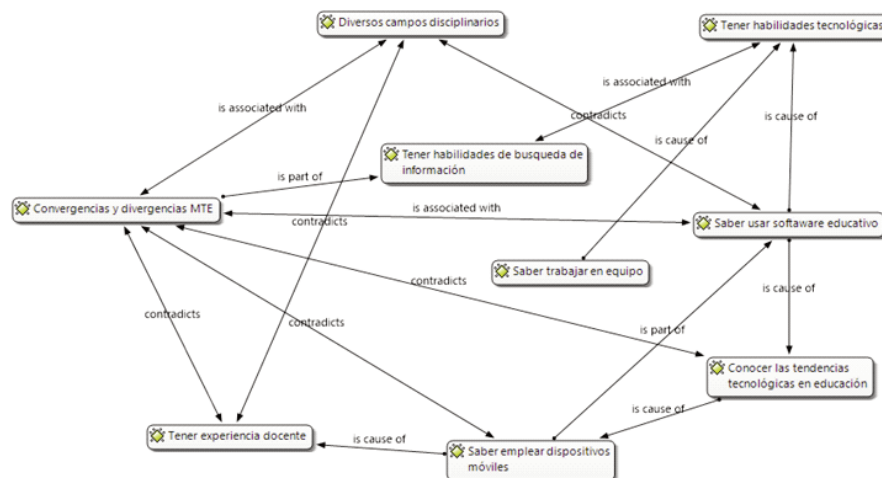 Diversos campos disciplinarios
Tener habilidades tecnológicas
is associated with
is associated with
contradicts
is cause of
is cause of
Tener habilidades de busqueda de
información
is part of
Convergencias y divergencias MTE
is associated with
contradicts
Saber usar softaware educativo
Saber trabajar en equipo
contradicts
is cause of
contradicts
contradicts
is part of
Conocer las tendencias
tecnológicas en educación
is cause of
Tener experiencia docente
is cause of
Saber emplear dispositivos
móviles